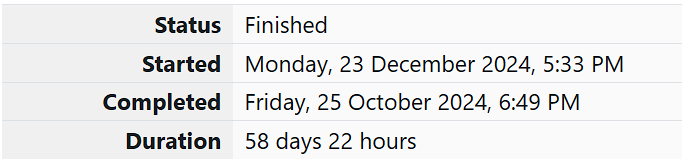 Status Finished
Started Monday, 23 December 2024, 5:33 PM
Completed Friday, 25 October 2024, 6:49 PM
Duration 58 days 22 hours